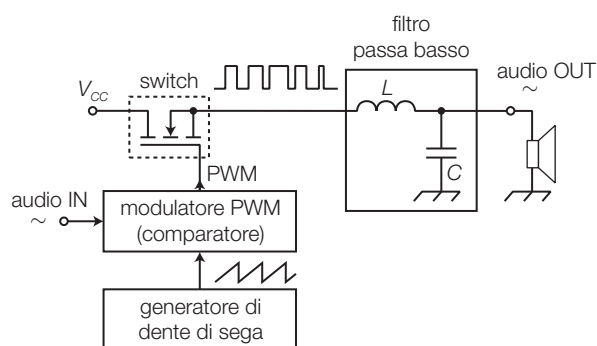 filtro
passa basso
audio OUT
~
switch
V_CC
L
C
PWM
audio IN
~
modulatore PWM
(comparatore)
generatore di
dente di sega